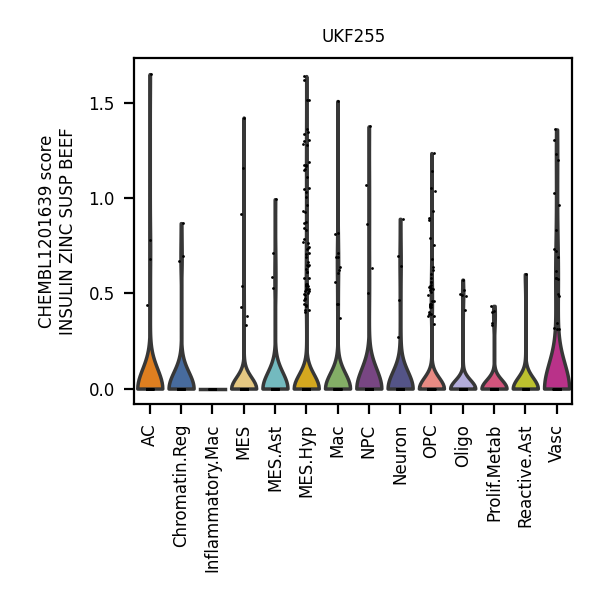 UKF255
CHEMBL1201639 score
INSULIN ZINC SUSP BEEF
1.5
1.0
0.5
0.0
AC
Chromatin.Reg
Inflammatory.Mac
MES
MES.Ast
MES.Hyp
Mac
NPC
Neuron
OPC
Oligo
Prolif.Metab
Reactive.Ast
Vasc